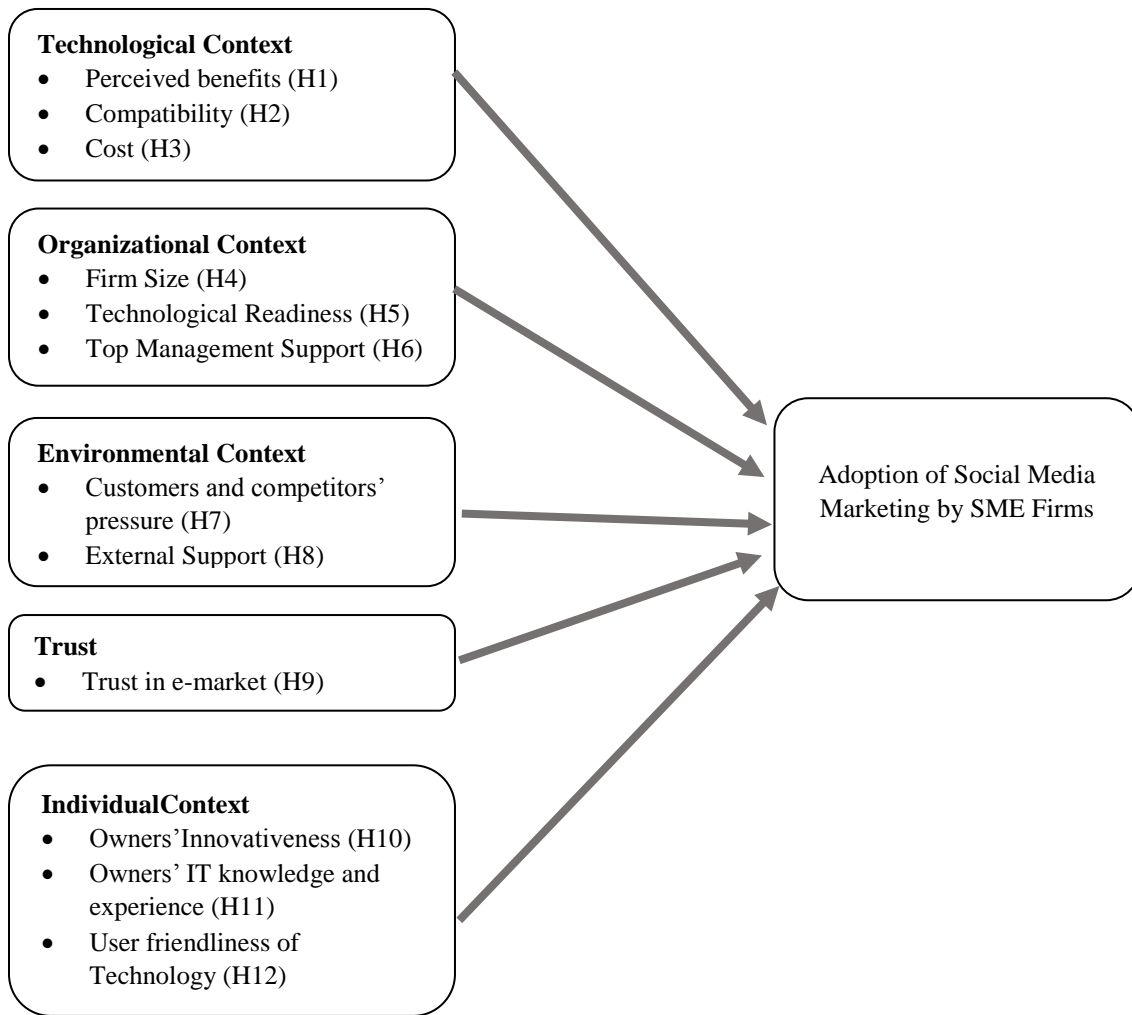 Technological Context
• Perceived benefits (H1)
• Compatibility (H2)
• Cost (H3)
Organizational Context
• Firm Size (H4)
• Technological Readiness (H5)
• Top Management Support (H6)
Environmental Context
• Customers and competitors’
pressure (H7)
• External Support (H8)
Trust
• Trust in e-market (H9)
IndividualContext
• Owners’Innovativeness (H10)
• Owners’ IT knowledge and
experience (H11)
• User friendliness of
Technology (H12)
Adoption of Social Media
Marketing by SME Firms